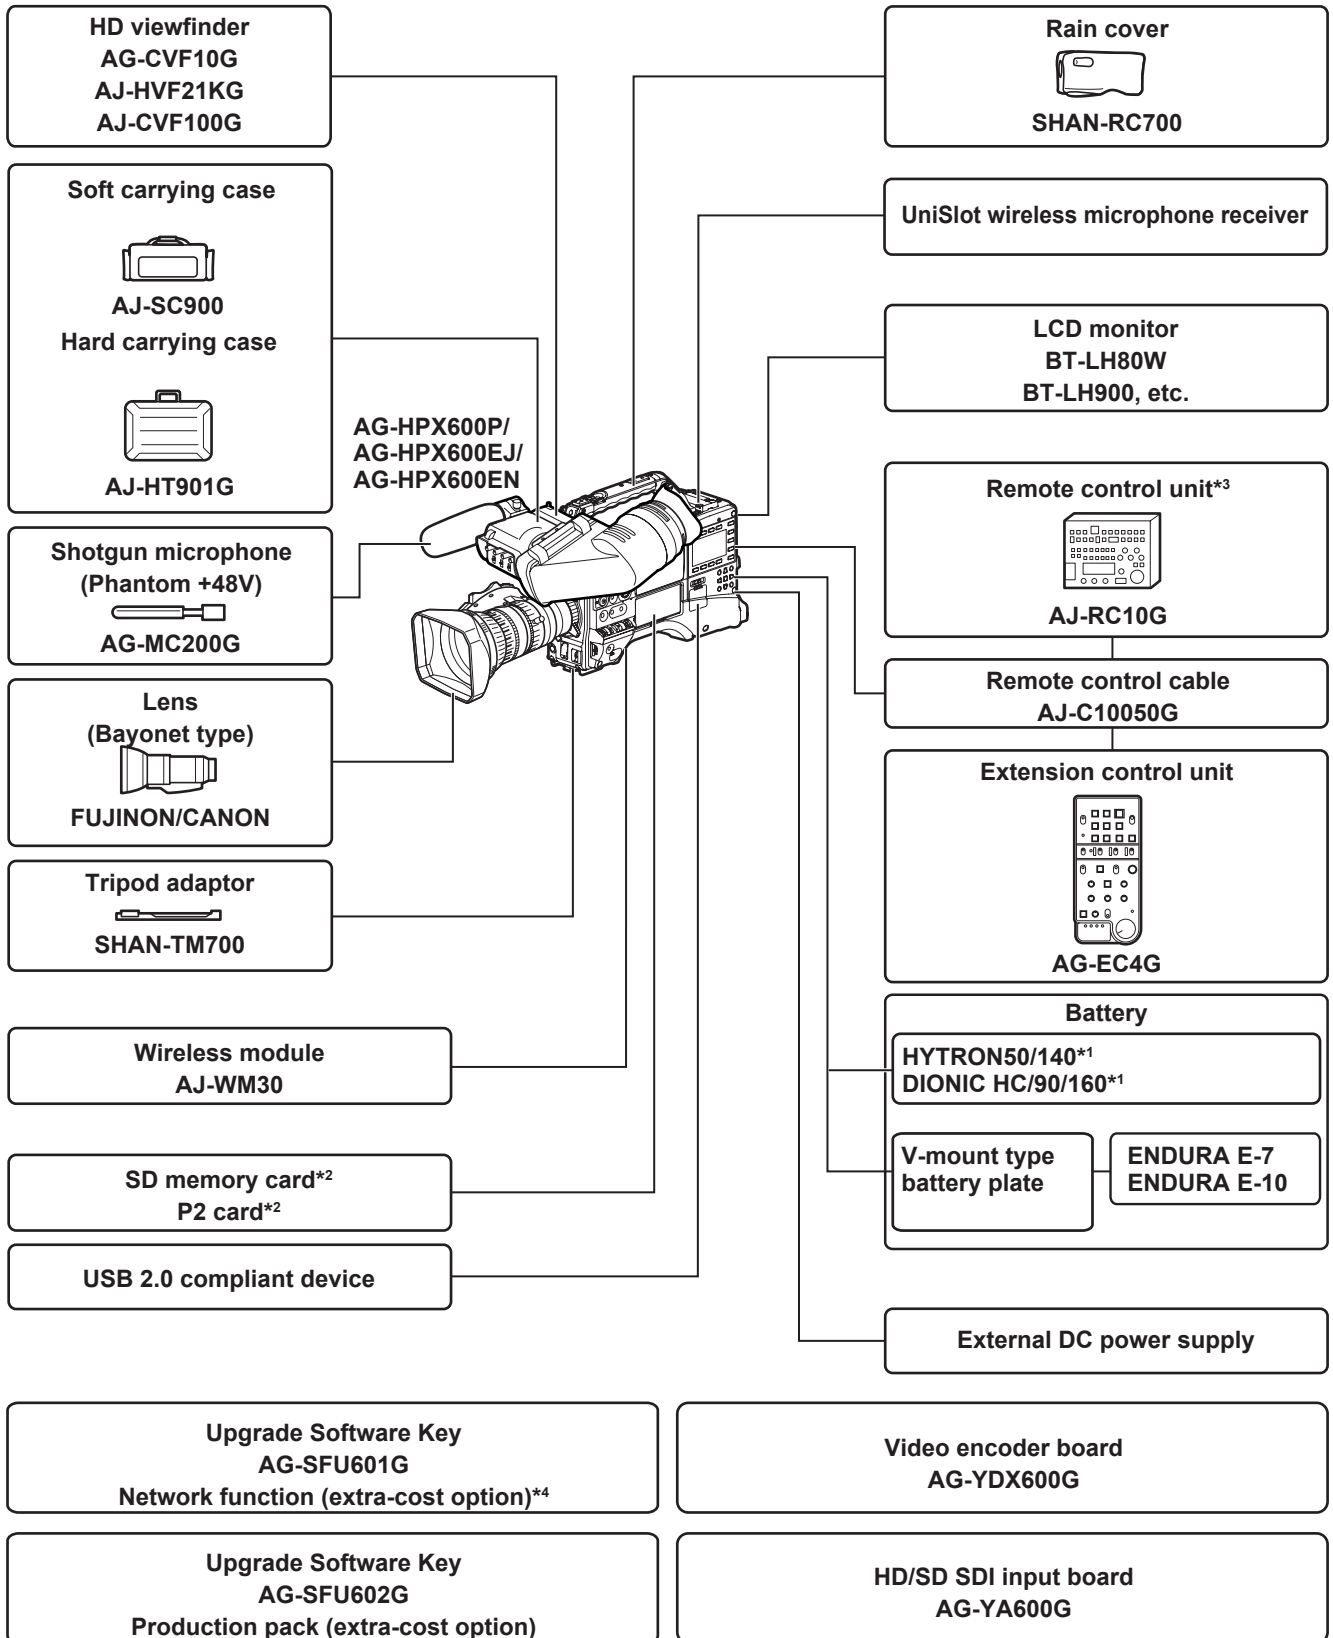 HD viewfinder
AG-CVF10G
AJ-HVF21KG
AJ-CVF100G
Soft carrying case
AJ-SC900
Hard carrying case
AJ-HT901G
Shotgun microphone
(Phantom +48V)
AG-MC200G
Lens
(Bayonet type)
FUJINON/CANON
Tripod adaptor
SHAN-TM700
Wireless module
AJ-WM30
SD memory card*2
P2 card*2
USB 2.0 compliant device
AG-HPX600P/
AG-HPX600EJ/
AG-HPX600EN
Rain cover
SHAN-RC700
UniSlot wireless microphone receiver
LCD monitor
BT-LH80W
BT-LH900, etc.
Remote control unit*3
AJ-RC10G
Remote control cable
AJ-C10050G
Extension control unit
AG-EC4G
Battery
HYTRON50/140*1
DIONIC HC/90/160*1
V-mount type
battery plate
ENDURA E-7
ENDURA E-10
External DC power supply
Upgrade Software Key
AG-SFU601G
Network function (extra-cost option)*4
Video encoder board
AG-YDX600G
Upgrade Software Key
AG-SFU602G
Production pack (extra-cost option)
HD/SD SDI input board
AG-YA600G